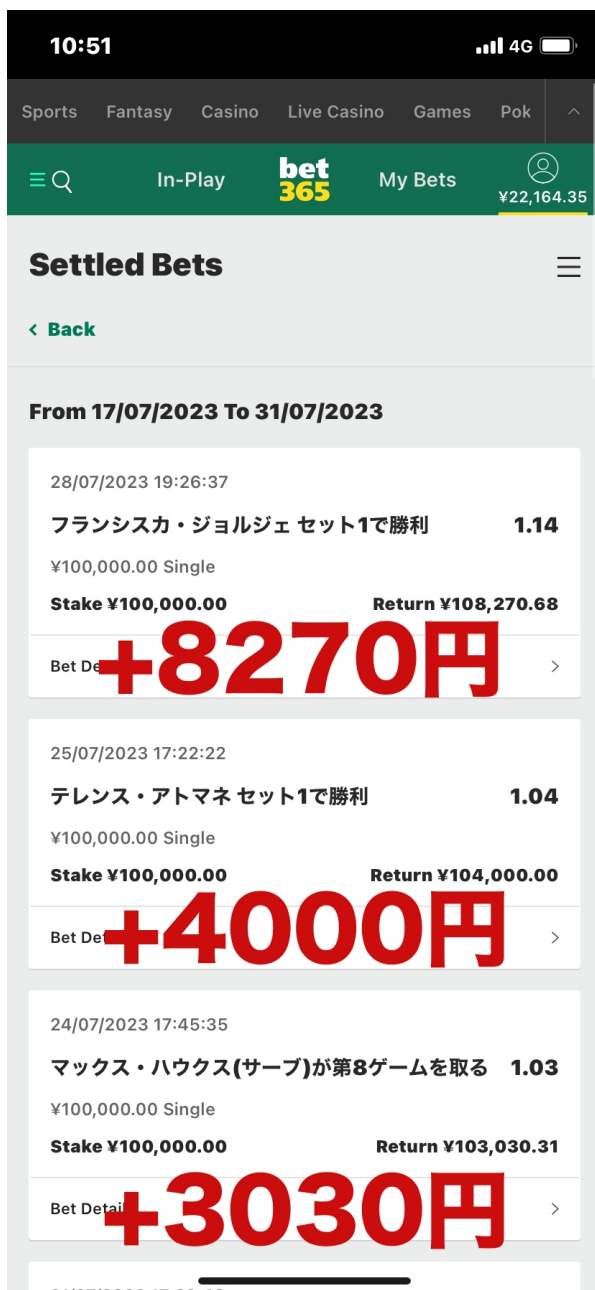 10:51
4G
Sports Fantasy Casino Live Casino Games Pok
In-Play bet365 My Bets ¥22,164.35
Settled Bets
Back
From 17/07/2023 To 31/07/2023
28/07/2023 19:26:37
フランシスカ・ジョルジェ セット1で勝利 1.14
¥100,000.00 Single
Stake ¥100,000.00 Return ¥108,270.68
Bet De
+8270円
25/07/2023 17:22:22
テレンス・アトマネ セット1で勝利 1.04
¥100,000.00 Single
Stake ¥100,000.00 Return ¥104,000.00
Bet Det
+4000円
24/07/2023 17:45:35
マックス・ハウクス(サーブ)が第8ゲームを取る 1.03
¥100,000.00 Single
Stake ¥100,000.00 Return ¥103,030.31
Bet Detail
+3030円